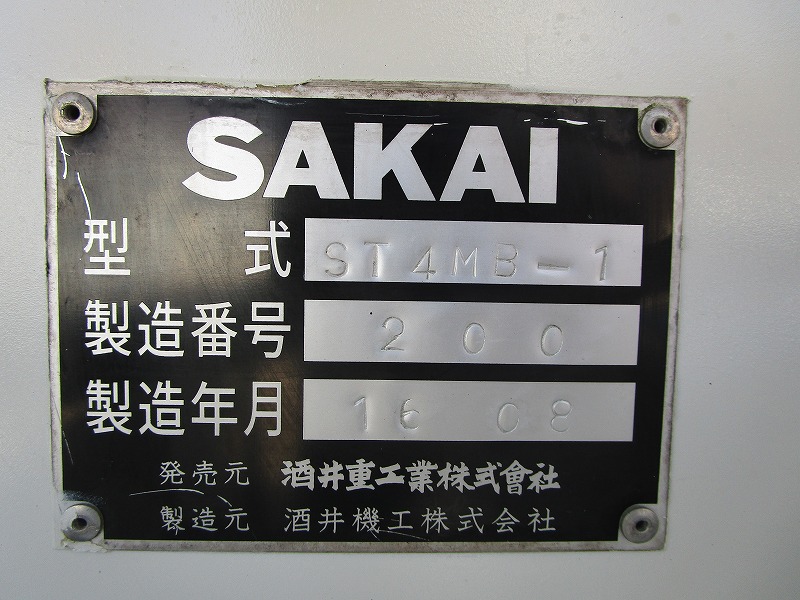 SAKAI
型式 ST4MB-1
製造番号 200
製造年月 16 08
発売元 酒井重工業株式會社
製造元 酒井機工株式会社